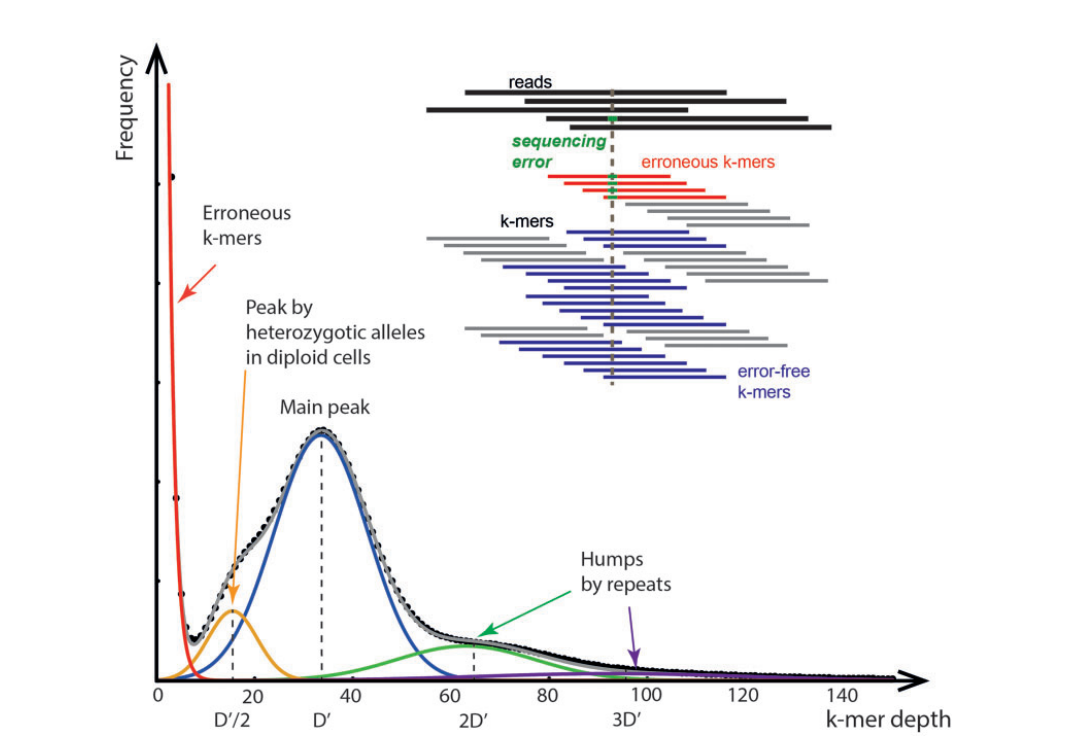 Frequency
reads
sequencing
error
erroneous k-mers
k-mers
error-free
k-mers
Erroneous
k-mers
Peak by
heterozygotic alleles
in diploid cells
Main peak
Humps
by repeats
0 20 40 60 80 100 120 140
D'/2 D' 2D' 3D' k-mer depth